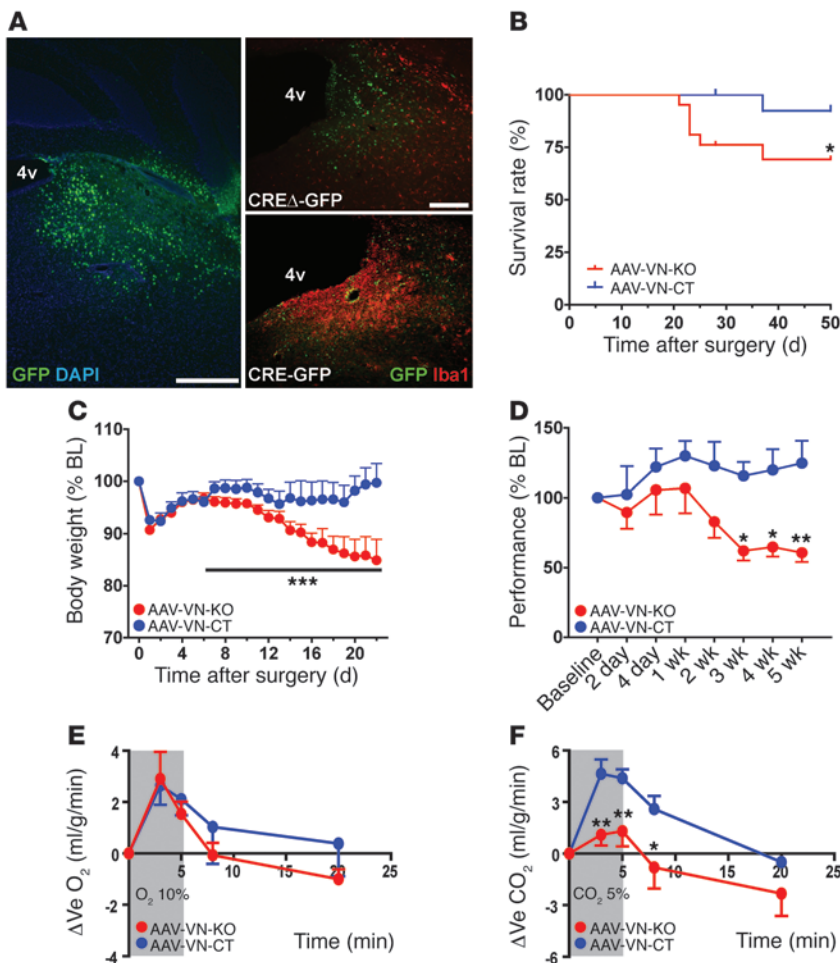 A
4v
GFP DAPI
4v
CREΔ-GFP
4v
CRE-GFP
GFP Iba1
B
Survival rate (%)
100
75
50
25
0
*
AAV-VN-KO
AAV-VN-CT
0 10 20 30 40 50
Time after surgery (d)
C
Body weight (% BL)
110
100
90
80
70
***
AAV-VN-KO
AAV-VN-CT
0 4 8 12 16 20
Time after surgery (d)
D
Performance (% BL)
150
100
50
0
* * **
AAV-VN-KO
AAV-VN-CT
Baseline
2 day
4 day
1 wk
2 wk
3 wk
4 wk
5 wk
E
ΔVe O₂ (ml/g/min)
4
2
0
-2
-4
5 10 15 20 25
O₂ 10%
Time (min)
AAV-VN-KO
AAV-VN-CT
F
ΔVe CO₂ (ml/g/min)
6
3
0
-3
-6
** ** *
5 10 15 20 25
CO₂ 5%
Time (min)
AAV-VN-KO
AAV-VN-CT